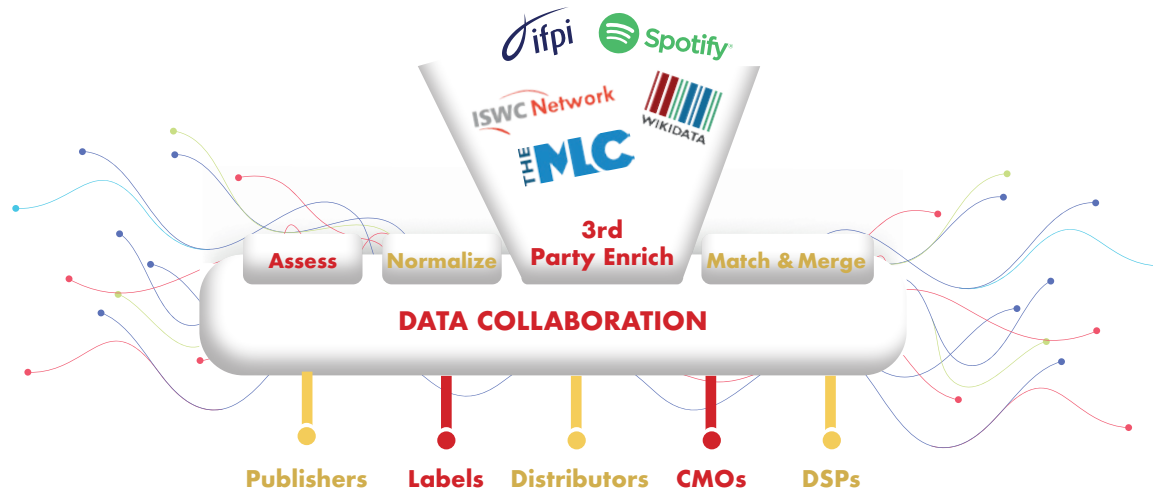 ifpi
Spotify
ISWC Network
WIKIDATA
THE MLC
3rd
Party Enrich
Assess
Normalize
Match & Merge
DATA COLLABORATION
Publishers
Labels
Distributors
CMOs
DSPs